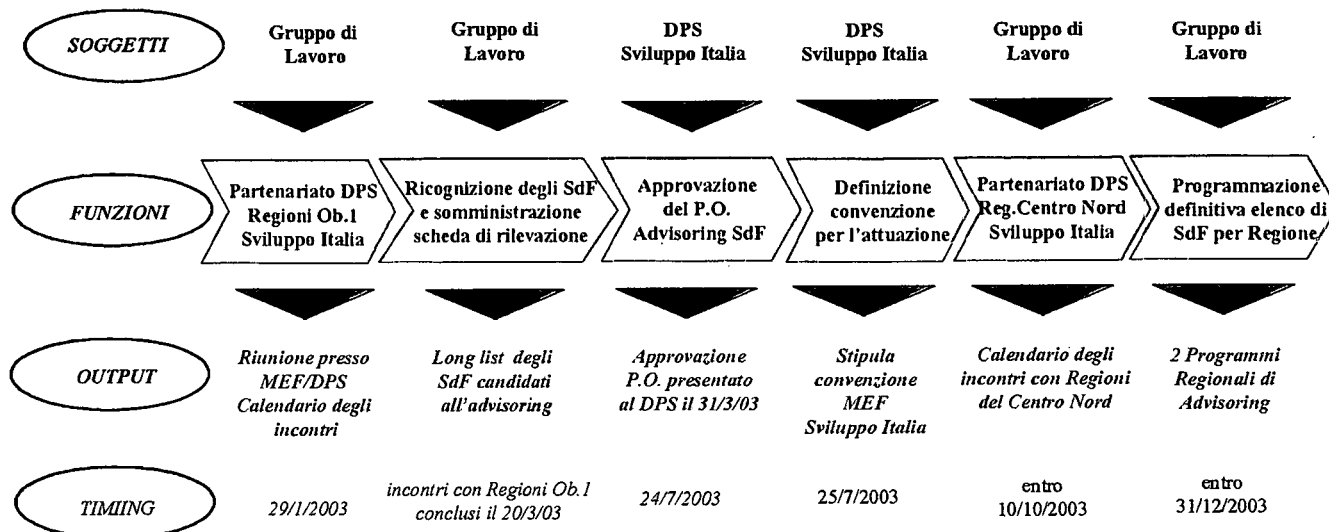 SOGGETTI
Gruppo di
Lavoro
Gruppo di
Lavoro
DPS
Sviluppo Italia
DPS
Sviluppo Italia
Gruppo di
Lavoro
Gruppo di
Lavoro
FUNZIONI
Partenariato DPS
Regioni Ob.1
Sviluppo Italia
Ricognizione degli SdF
e somministrazione
scheda di rilevazione
Approvazione
del P.O.
Advisoring SdF
Definizione
convenzione
per l'attuazione
Partenariato DPS
Reg.Centro Nord
Sviluppo Italia
Programmazione
definitiva elenco di
SdF per Regione
OUTPUT
Riunione presso
MEF/DPS
Calendario degli
incontri
Long list degli
SdF candidati
all'advisoring
Approvazione
P.O. presentato
al DPS il 31/3/03
Stipula
convenzione
MEF
Sviluppo Italia
Calendario degli
incontri con Regioni
del Centro Nord
2 Programmi
Regionali di
Advisoring
TIMIING
29/1/2003
incontri con Regioni Ob.1
conclusi il 20/3/03
24/7/2003
25/7/2003
entro
10/10/2003
entro
31/12/2003